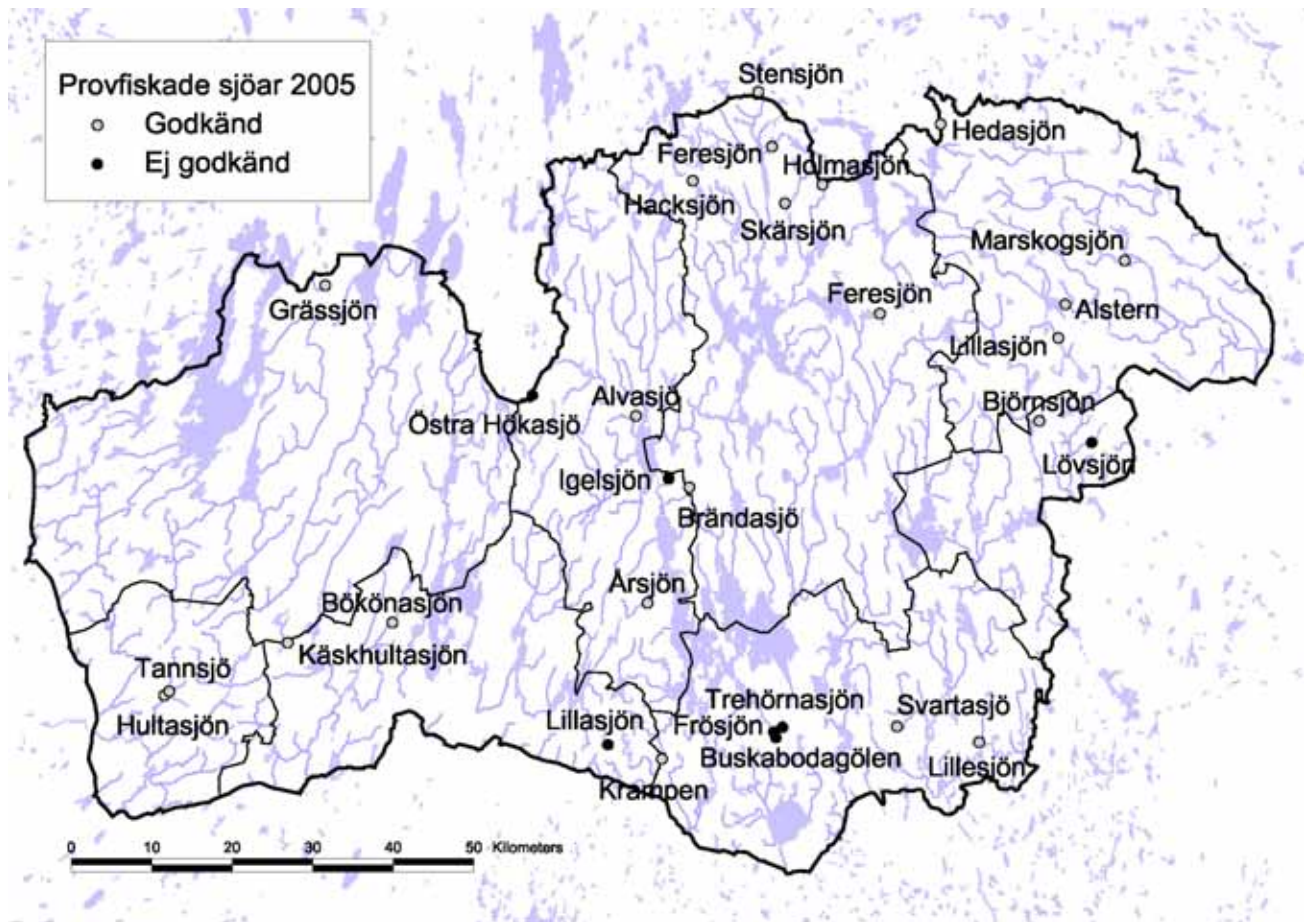 Provfiskade sjöar 2005
Godkänd
Ej godkänd
Stensjön
Hedasjön
Feresjön
Holmasjön
Hacksjön
Skärsjön
Marskogsjön
Grässjön
Feresjön
Alstern
Lillasjön
Östra Hökasjö
Alvasjö
Björnsjön
Lövsjön
Igelsjön
Brändasjö
Årsjön
Bökönasjön
Käskhultasjön
Tannsjö
Hultasjön
Lillasjön
Trehörnasjön
Svartasjö
Frösjön
Buskabodagölen
Lillesjön
Krampen
0 10 20 30 40 50 Kilometers